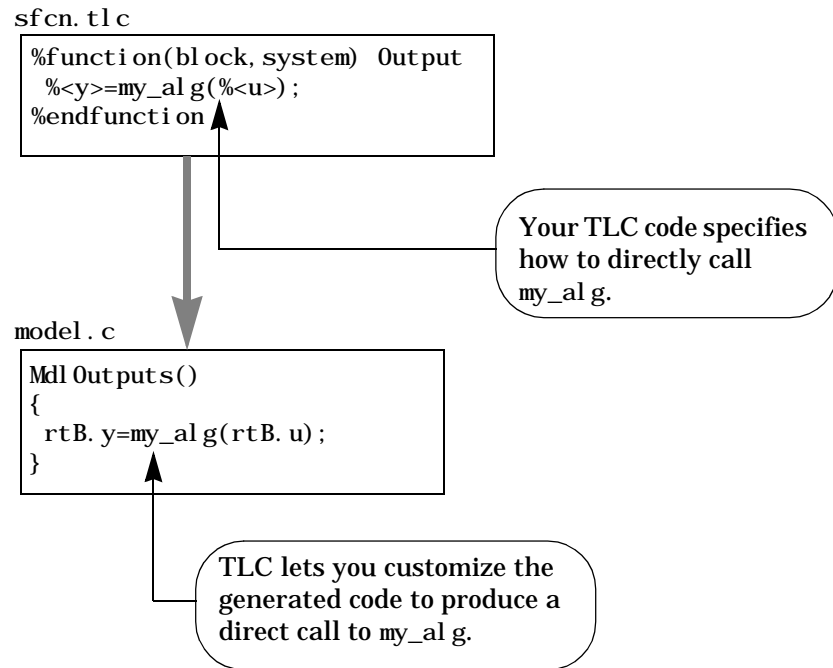 sfcn.tlc
%function(block,system) Output
%<y>=my_alg(%<u>);
%endfunction
Your TLC code specifies
how to directly call
my_alg.
model.c
MdlOutputs()
{
rtB.y=my_alg(rtB.u);
}
TLC lets you customize the
generated code to produce a
direct call to my_alg.